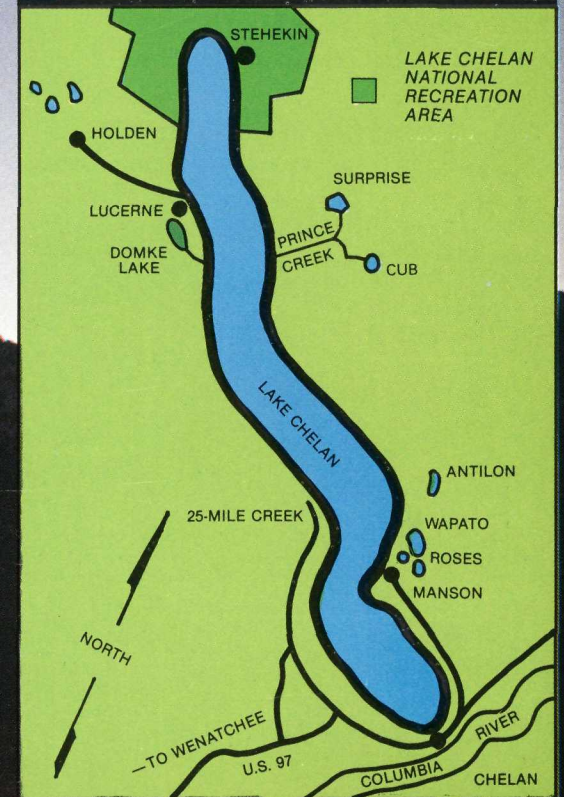 STEHEKIN
LAKE CHELAN
NATIONAL
RECREATION
AREA
HOLDEN
SURPRISE
LUCERNE
PRINCE
CREEK
DOMKE
LAKE
CUB
LAKE CHELAN
ANTILON
25-MILE CREEK
WAPATO
ROSES
MANSON
NORTH
—TO WENATCHEE
RIVER
U.S. 97
COLUMBIA
CHELAN